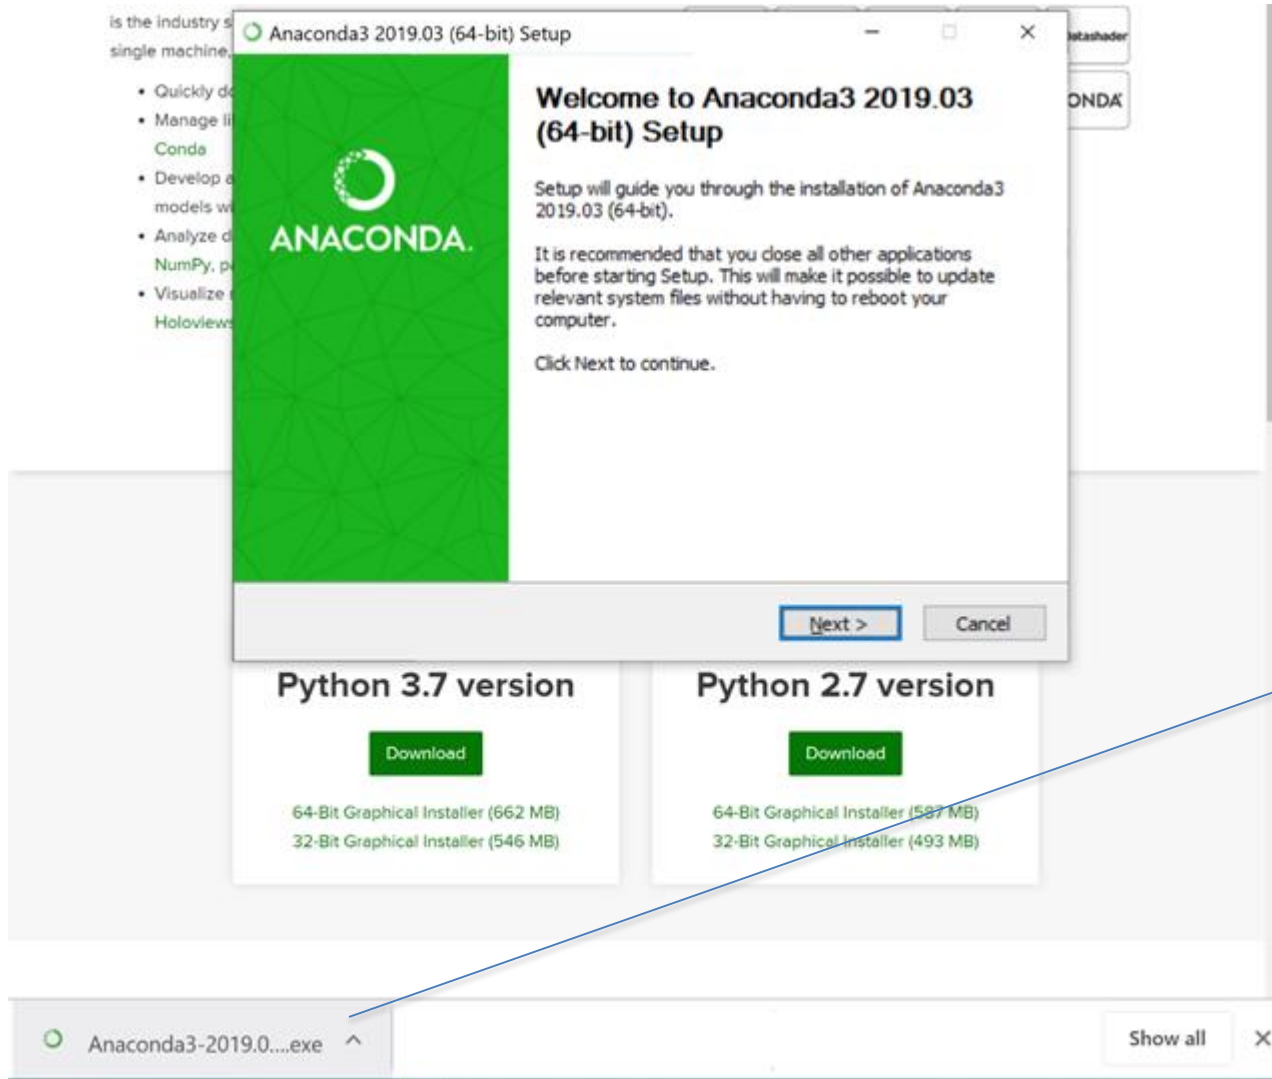 is the industry s
single machine,
• Quickly do
• Manage li
Conda
• Develop a
models wi
• Analyze d
NumPy, p
• Visualize
Holoviews
Datashader
ONDA
Anaconda3 2019.03 (64-bit) Setup
ANACONDA.
Welcome to Anaconda3 2019.03
(64-bit) Setup
Setup will guide you through the installation of Anaconda3
2019.03 (64-bit).
It is recommended that you close all other applications
before starting Setup. This will make it possible to update
relevant system files without having to reboot your
computer.
Click Next to continue.
Next >
Cancel
Python 3.7 version
Download
64-Bit Graphical Installer (662 MB)
32-Bit Graphical Installer (546 MB)
Python 2.7 version
Download
64-Bit Graphical Installer (587 MB)
32-Bit Graphical Installer (493 MB)
Anaconda3-2019.0....exe
Show all